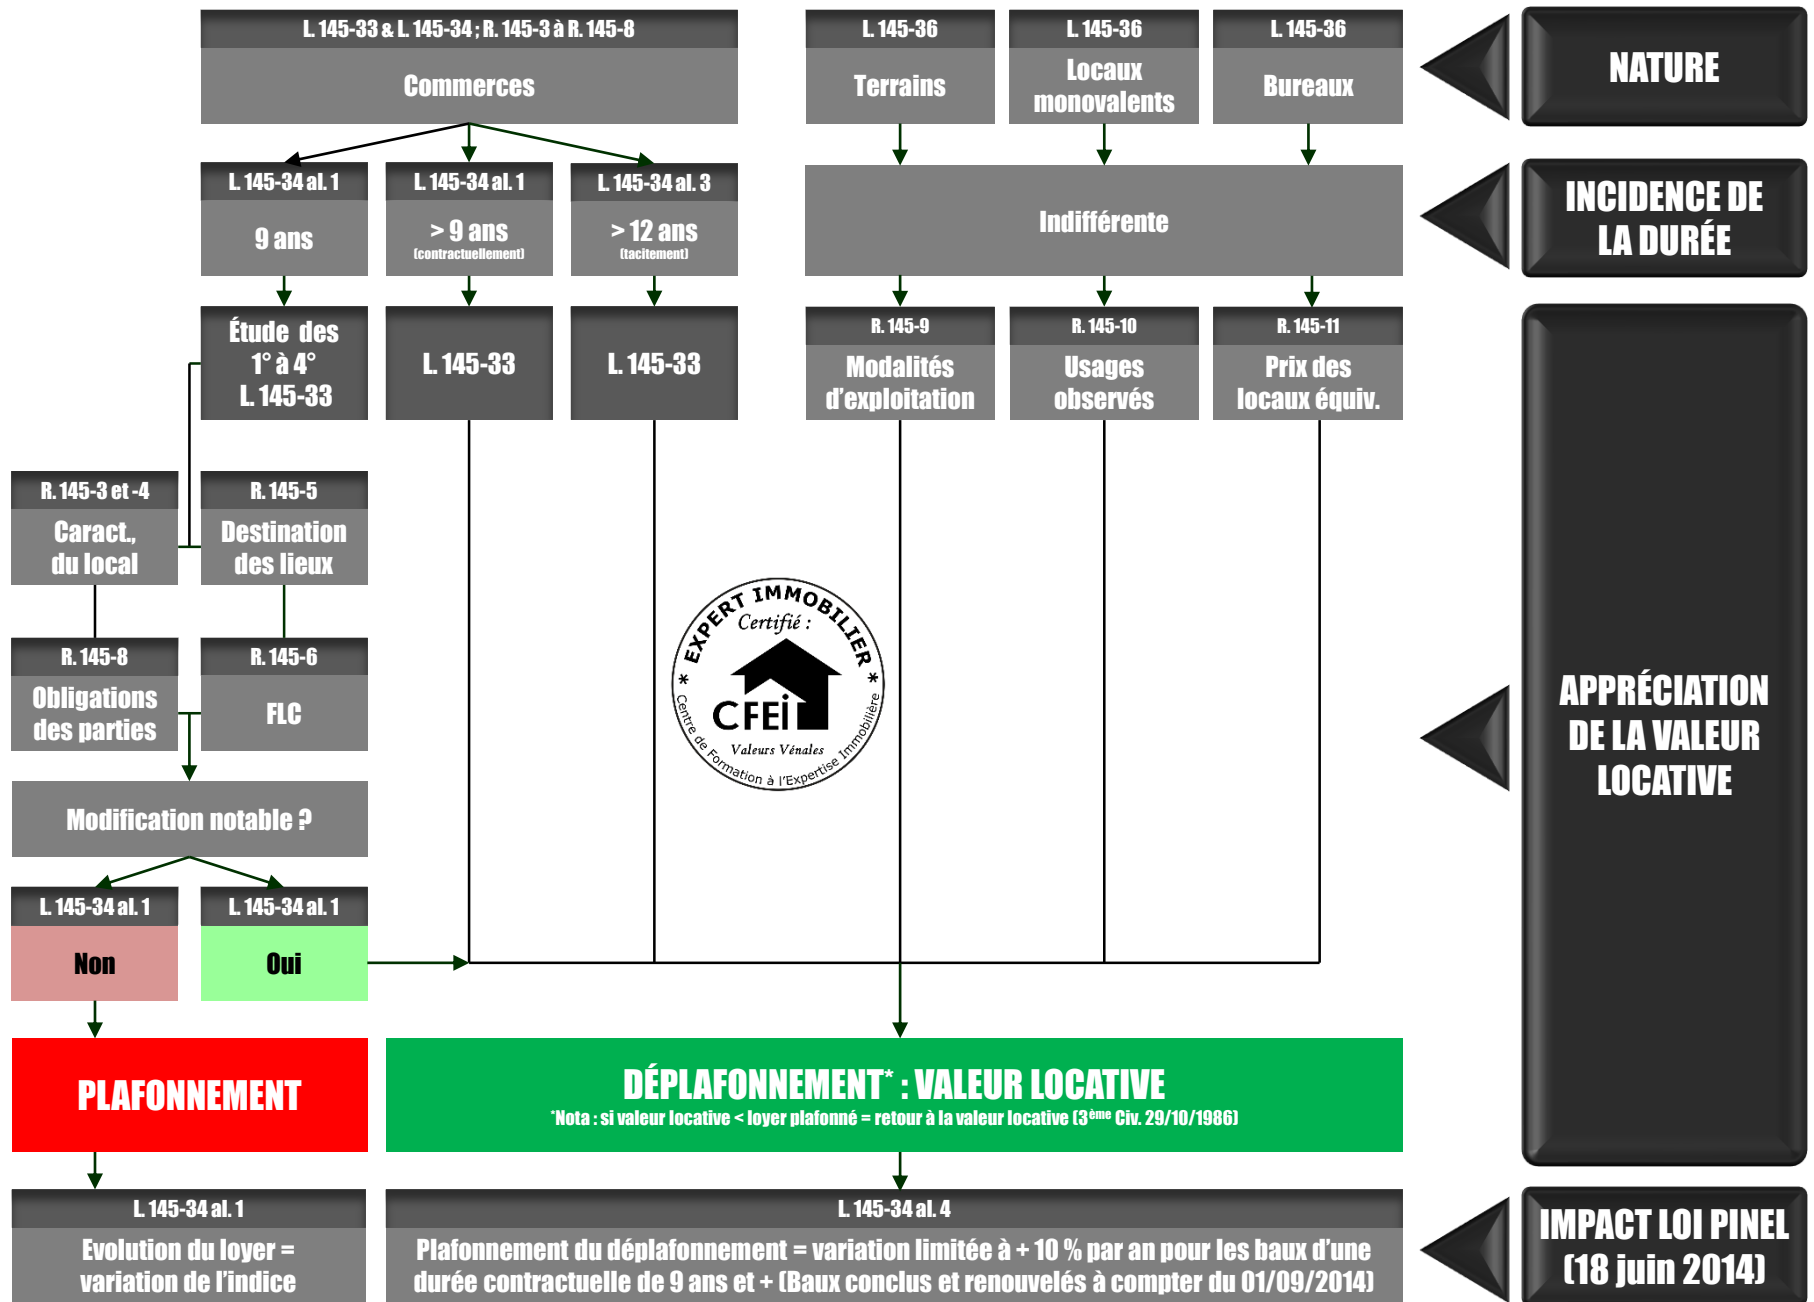 L. 145-33 & L. 145-34 ; R. 145-3 à R. 145-8
Commerces
L. 145-36
Terrains
L. 145-36
Locaux
monovalents
L. 145-36
Bureaux
NATURE
L. 145-34 al. 1
9 ans
L. 145-34 al. 1
> 9 ans
(contractuellement)
L. 145-34 al. 3
> 12 ans
(tacitement)
Indifférente
INCIDENCE DE
LA DURÉE
Étude des
1° à 4°
L. 145-33
L. 145-33
L. 145-33
R. 145-9
Modalités
d'exploitation
R. 145-10
Usages
observés
R. 145-11
Prix des
locaux équiv.
R. 145-3 et -4
Caract.,
du local
R. 145-5
Destination
des lieux
R. 145-8
Obligations
des parties
R. 145-6
FLC
* EXPERT IMMOBILIER *
Certifié :
CFEi
Valeurs Vénales
Centre de Formation à l'Expertise Immobilière
APPRÉCIATION
DE LA VALEUR
LOCATIVE
Modification notable ?
L. 145-34 al. 1
Non
L. 145-34 al. 1
Oui
PLAFONNEMENT
DÉPLAFONNEMENT* : VALEUR LOCATIVE
*Nota : si valeur locative < loyer plafonné = retour à la valeur locative (3ème Civ. 29/10/1986)
L. 145-34 al. 1
Evolution du loyer =
variation de l'indice
L. 145-34 al. 4
Plafonnement du déplafonnement = variation limitée à + 10 % par an pour les baux d'une
durée contractuelle de 9 ans et + (Baux conclus et renouvelés à compter du 01/09/2014)
IMPACT LOI PINEL
(18 juin 2014)